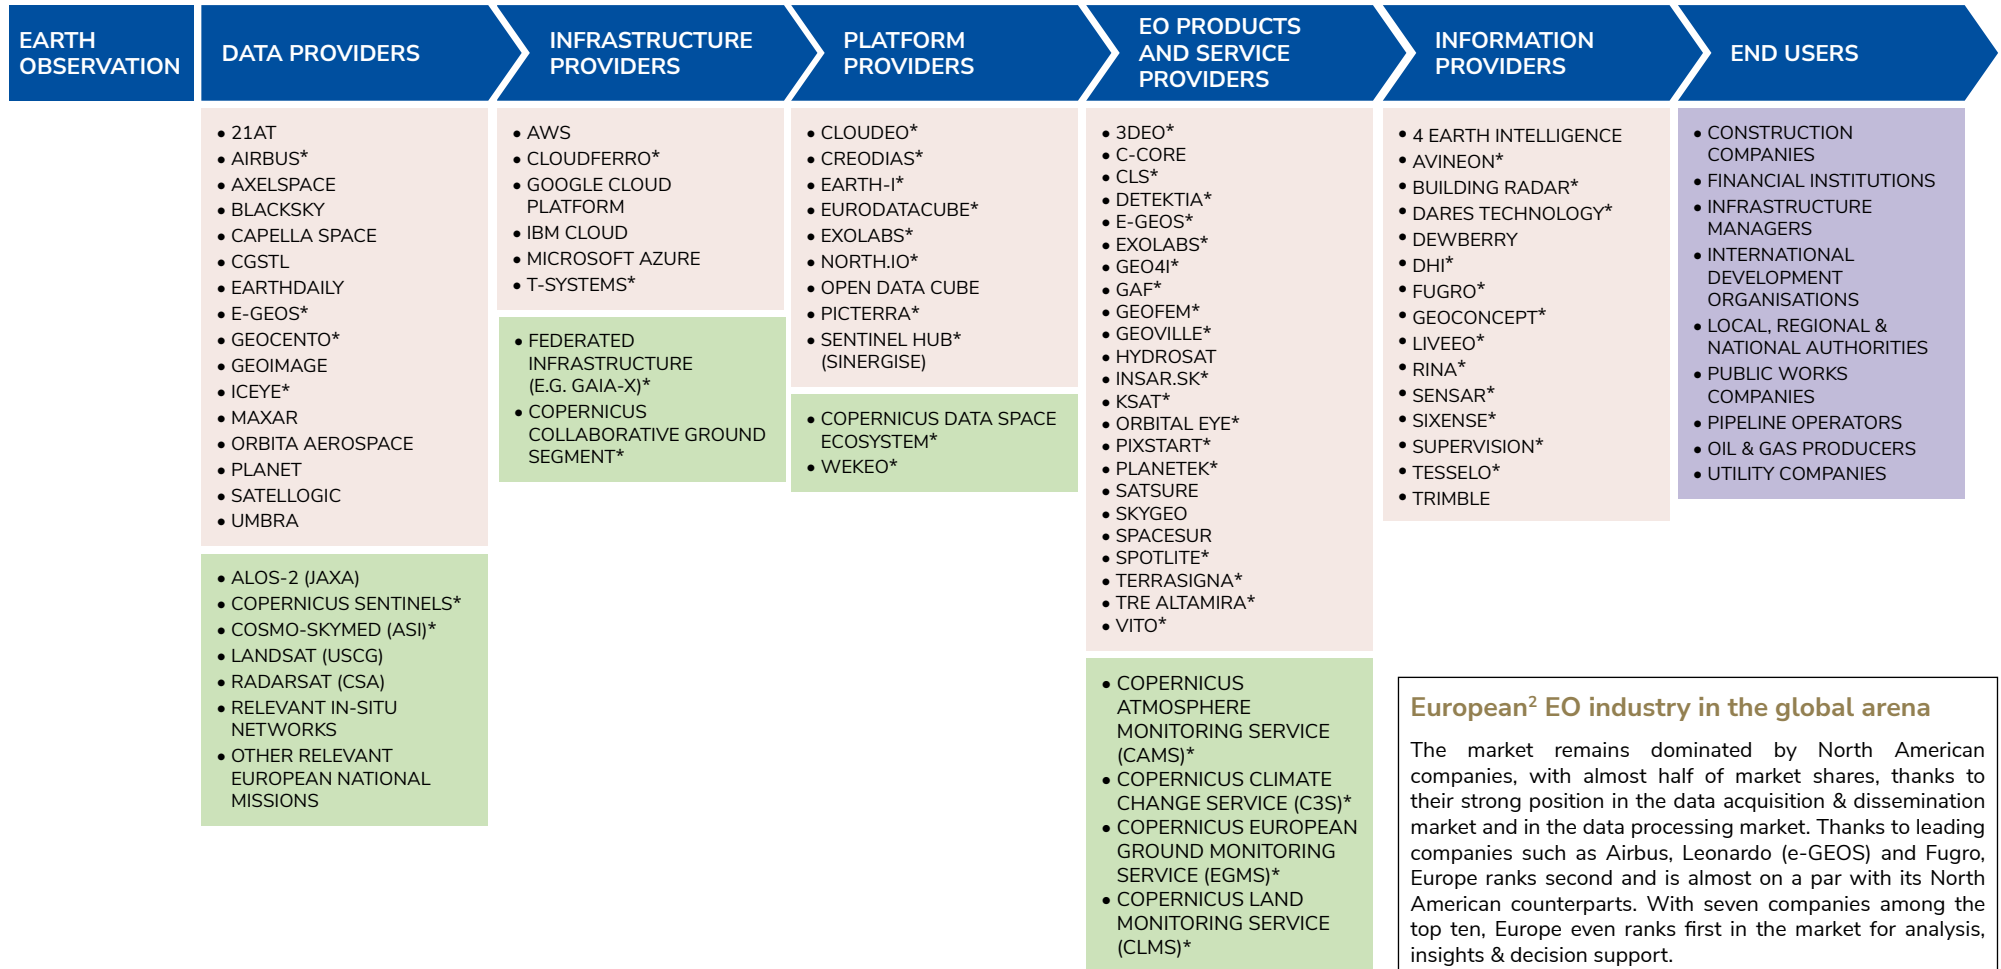 EARTH
OBSERVATION
DATA PROVIDERS
INFRASTRUCTURE
PROVIDERS
PLATFORM
PROVIDERS
EO PRODUCTS
AND SERVICE
PROVIDERS
INFORMATION
PROVIDERS
END USERS
• 21AT
• AIRBUS*
• AXELSPACE
• BLACKSKY
• CAPELLA SPACE
• CGSTL
• EARTHDAILY
• E-GEOS*
• GEOCENTO*
• GEOIMAGE
• ICEYE*
• MAXAR
• ORBITA AEROSPACE
• PLANET
• SATELLOGIC
• UMBRA
• ALOS-2 (JAXA)
• COPERNICUS SENTINELS*
• COSMO-SKYMED (ASI)*
• LANDSAT (USCG)
• RADARSAT (CSA)
• RELEVANT IN-SITU
NETWORKS
• OTHER RELEVANT
EUROPEAN NATIONAL
MISSIONS
• AWS
• CLOUDFERRO*
• GOOGLE CLOUD
PLATFORM
• IBM CLOUD
• MICROSOFT AZURE
• T-SYSTEMS*
• FEDERATED
INFRASTRUCTURE
(E.G. GAIA-X)*
• COPERNICUS
COLLABORATIVE GROUND
SEGMENT*
• CLOUDEO*
• CREODIAS*
• EARTH-I*
• EURODATACUBE*
• EXOLABS*
• NORTH.IO*
• OPEN DATA CUBE
• PICTERRA*
• SENTINEL HUB*
(SINERGISE)
• COPERNICUS DATA SPACE
ECOSYSTEM*
• WEKEO*
• 3DEO*
• C-CORE
• CLS*
• DETEKTIA*
• E-GEOS*
• EXOLABS*
• GEO4I*
• GAF*
• GEOFEM*
• GEOVILLE*
• HYDROSAT
• INSAR.SK*
• KSAT*
• ORBITAL EYE*
• PIXSTART*
• PLANETEK*
• SATSURE
• SKYGEO
• SPACESUR
• SPOTLITE*
• TERRASIGNA*
• TRE ALTAMIRA*
• VITO*
• COPERNICUS
ATMOSPHERE
MONITORING SERVICE
(CAMS)*
• COPERNICUS CLIMATE
CHANGE SERVICE (C3S)*
• COPERNICUS EUROPEAN
GROUND MONITORING
SERVICE (EGMS)*
• COPERNICUS LAND
MONITORING SERVICE
(CLMS)*
• 4 EARTH INTELLIGENCE
• AVINEON*
• BUILDING RADAR*
• DARES TECHNOLOGY*
• DEWBERRY
• DHI*
• FUGRO*
• GEOCONCEPT*
• LIVEEO*
• RINA*
• SENSAR*
• SIXENSE*
• SUPERVISION*
• TESSELO*
• TRIMBLE
• CONSTRUCTION
COMPANIES
• FINANCIAL INSTITUTIONS
• INFRASTRUCTURE
MANAGERS
• INTERNATIONAL
DEVELOPMENT
ORGANISATIONS
• LOCAL, REGIONAL &
NATIONAL AUTHORITIES
• PUBLIC WORKS
COMPANIES
• PIPELINE OPERATORS
• OIL & GAS PRODUCERS
• UTILITY COMPANIES
European² EO industry in the global arena
The market remains dominated by North American
companies, with almost half of market shares, thanks to
their strong position in the data acquisition & dissemination
market and in the data processing market. Thanks to leading
companies such as Airbus, Leonardo (e-GEOS) and Fugro,
Europe ranks second and is almost on a par with its North
American counterparts. With seven companies among the
top ten, Europe even ranks first in the market for analysis,
insights & decision support.